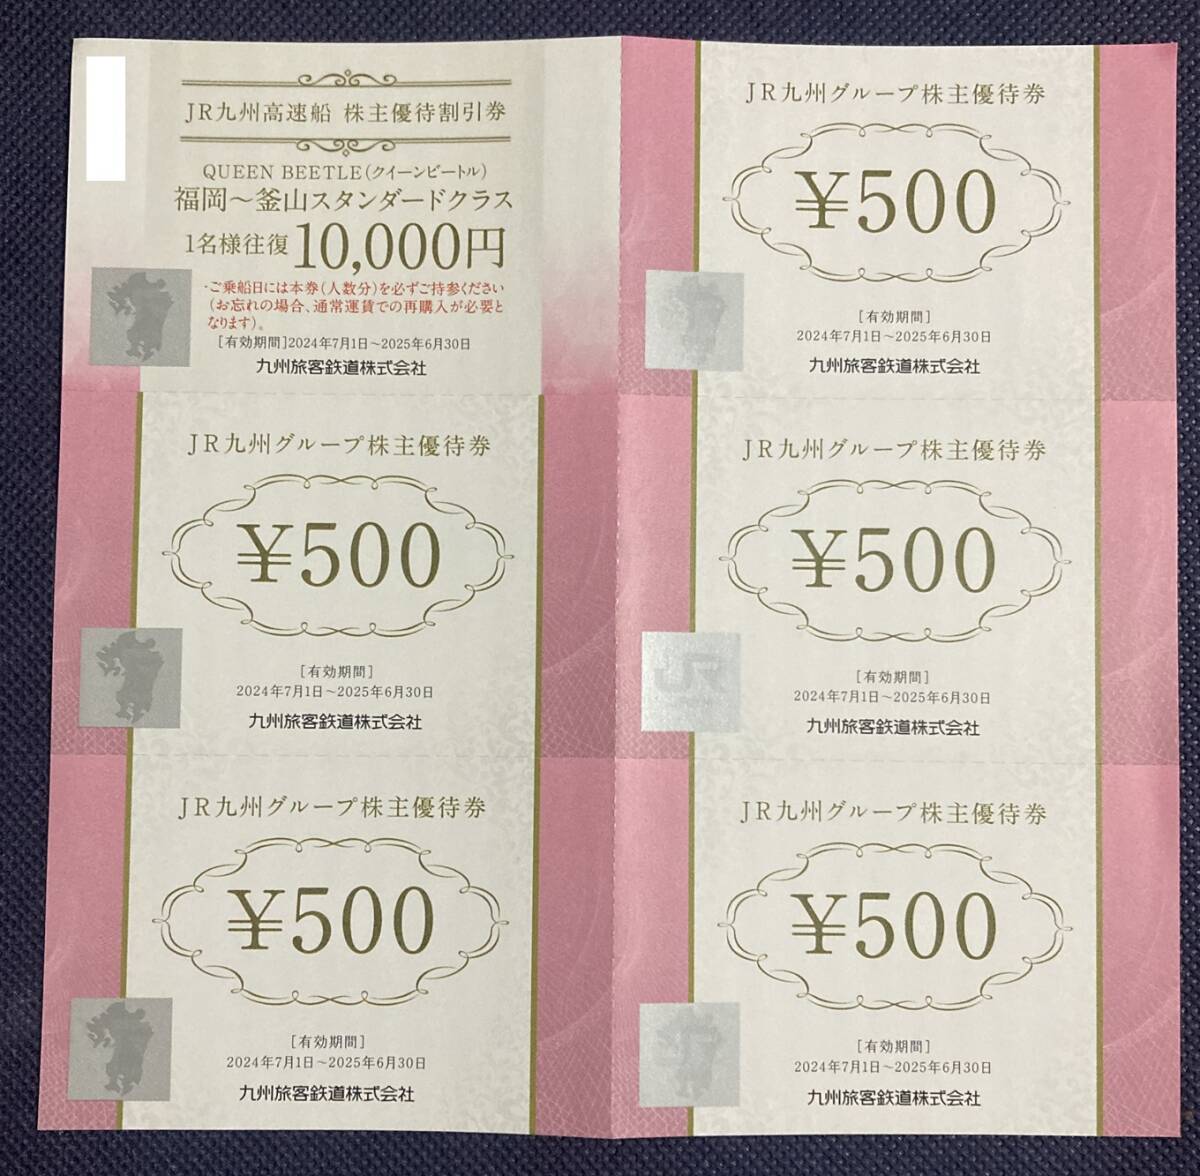 JR九州高速船 株主優待割引券
QUEEN BEETLE(クイーンビートル)
福岡～釜山スタンダードクラス
1名様往復10,000円
・ご乗船日には本券(人数分)を必ずご持参ください
(お忘れの場合、通常運賃での再購入が必要と
なります)。
[有効期間]2024年7月1日～2025年6月30日
九州旅客鉄道株式会社
JR九州グループ株主優待券
¥500
[有効期間]
2024年7月1日～2025年6月30日
九州旅客鉄道株式会社
JR九州グループ株主優待券
¥500
[有効期間]
2024年7月1日～2025年6月30日
九州旅客鉄道株式会社
JR九州グループ株主優待券
¥500
[有効期間]
2024年7月1日～2025年6月30日
九州旅客鉄道株式会社
JR九州グループ株主優待券
¥500
[有効期間]
2024年7月1日～2025年6月30日
九州旅客鉄道株式会社
JR九州グループ株主優待券
¥500
[有効期間]
2024年7月1日～2025年6月30日
九州旅客鉄道株式会社